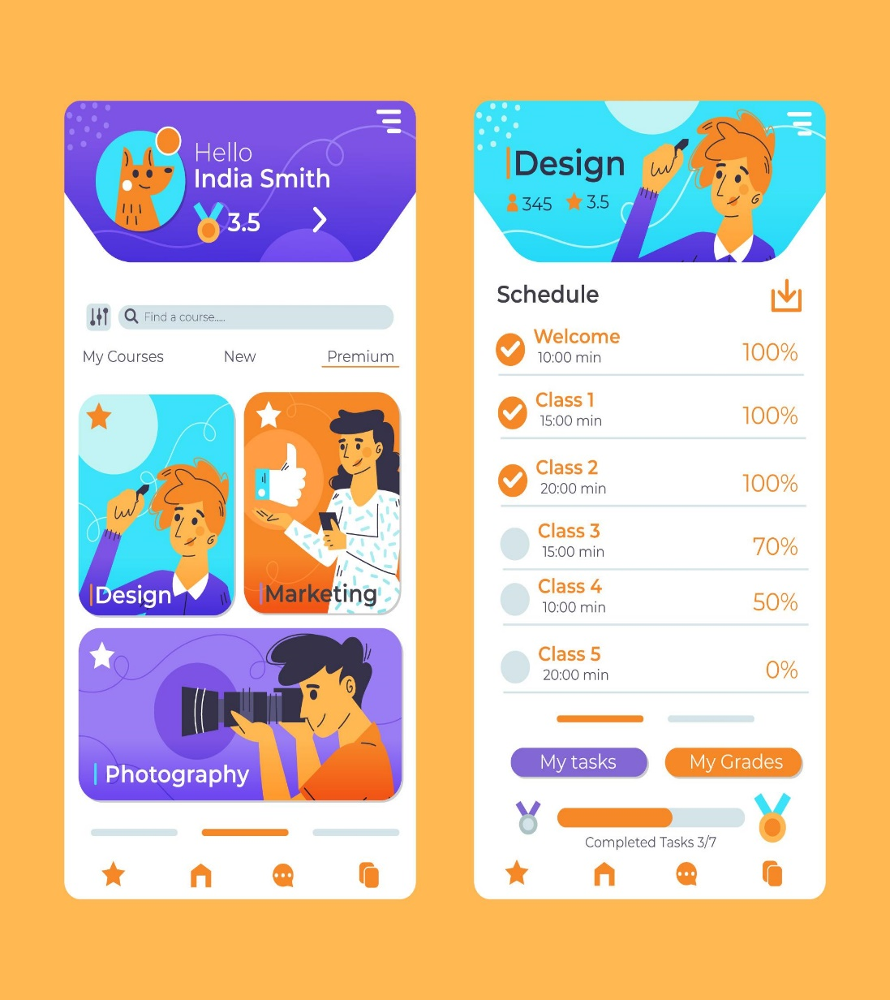 Hello
India Smith
3.5
Find a course.....
My Courses New Premium
Design
Marketing
Photography
Design
345 3.5
Schedule
Welcome
10:00 min
100%
Class 1
15:00 min
100%
Class 2
20:00 min
100%
Class 3
15:00 min
70%
Class 4
10:00 min
50%
Class 5
20:00 min
0%
My tasks My Grades
Completed Tasks 3/7